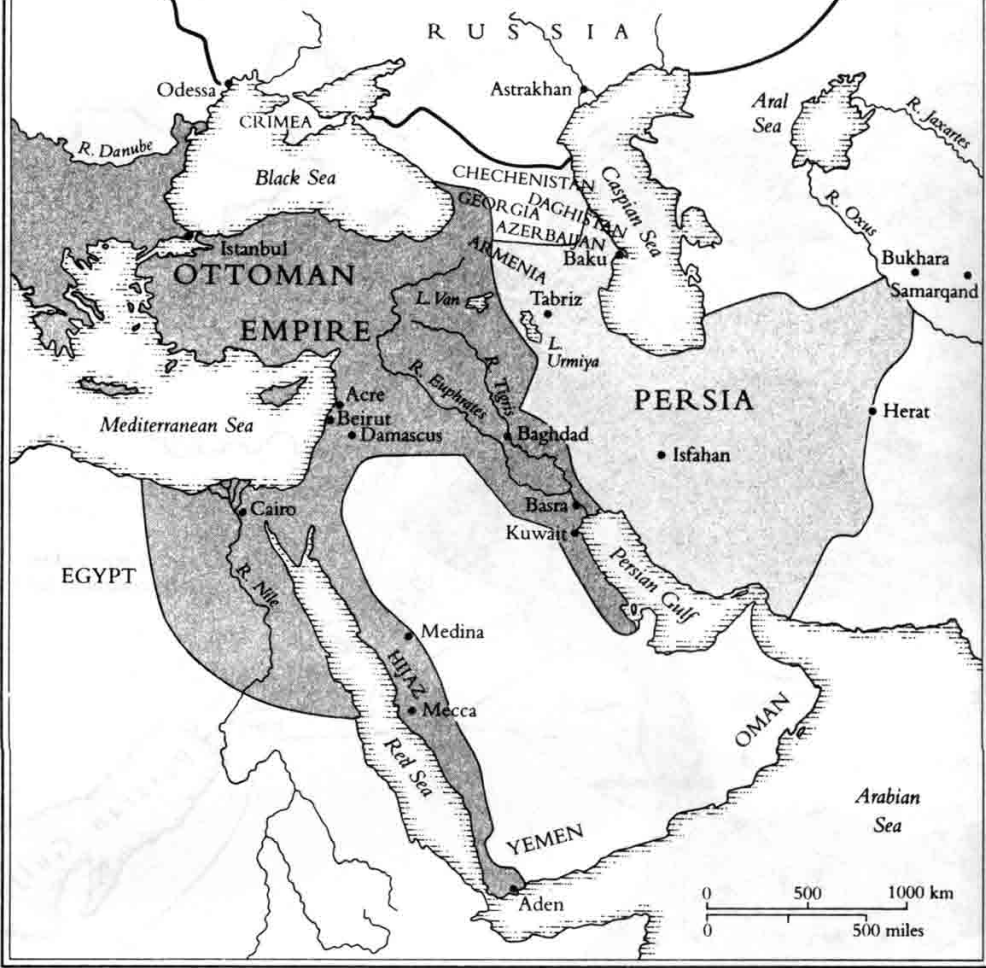 RUSSIA
Odessa
Astrakhan
Aral
Sea
R. Jaxartes
CRIMEA
R. Danube
Black Sea
CHECHENISTAN
Caspian Sea
GEORGIA
DAGHISTAN
AZERBAIJAN
R. Oxus
Istanbul
ARMENIA
Baku
Bukhara
OTTOMAN
Samarqand
L. Van
Tabriz
EMPIRE
L.
Urmiya
R. Euphrates
R. Tigris
Acre
PERSIA
Herat
Beirut
Mediterranean Sea
Damascus
Baghdad
Isfahan
Cairo
Basra
Kuwait
EGYPT
R. Nile
Persian Gulf
Medina
HIJAZ
Mecca
OMAN
Red Sea
Arabian
Sea
YEMEN
Aden
0 500 1000 km
0 500 miles